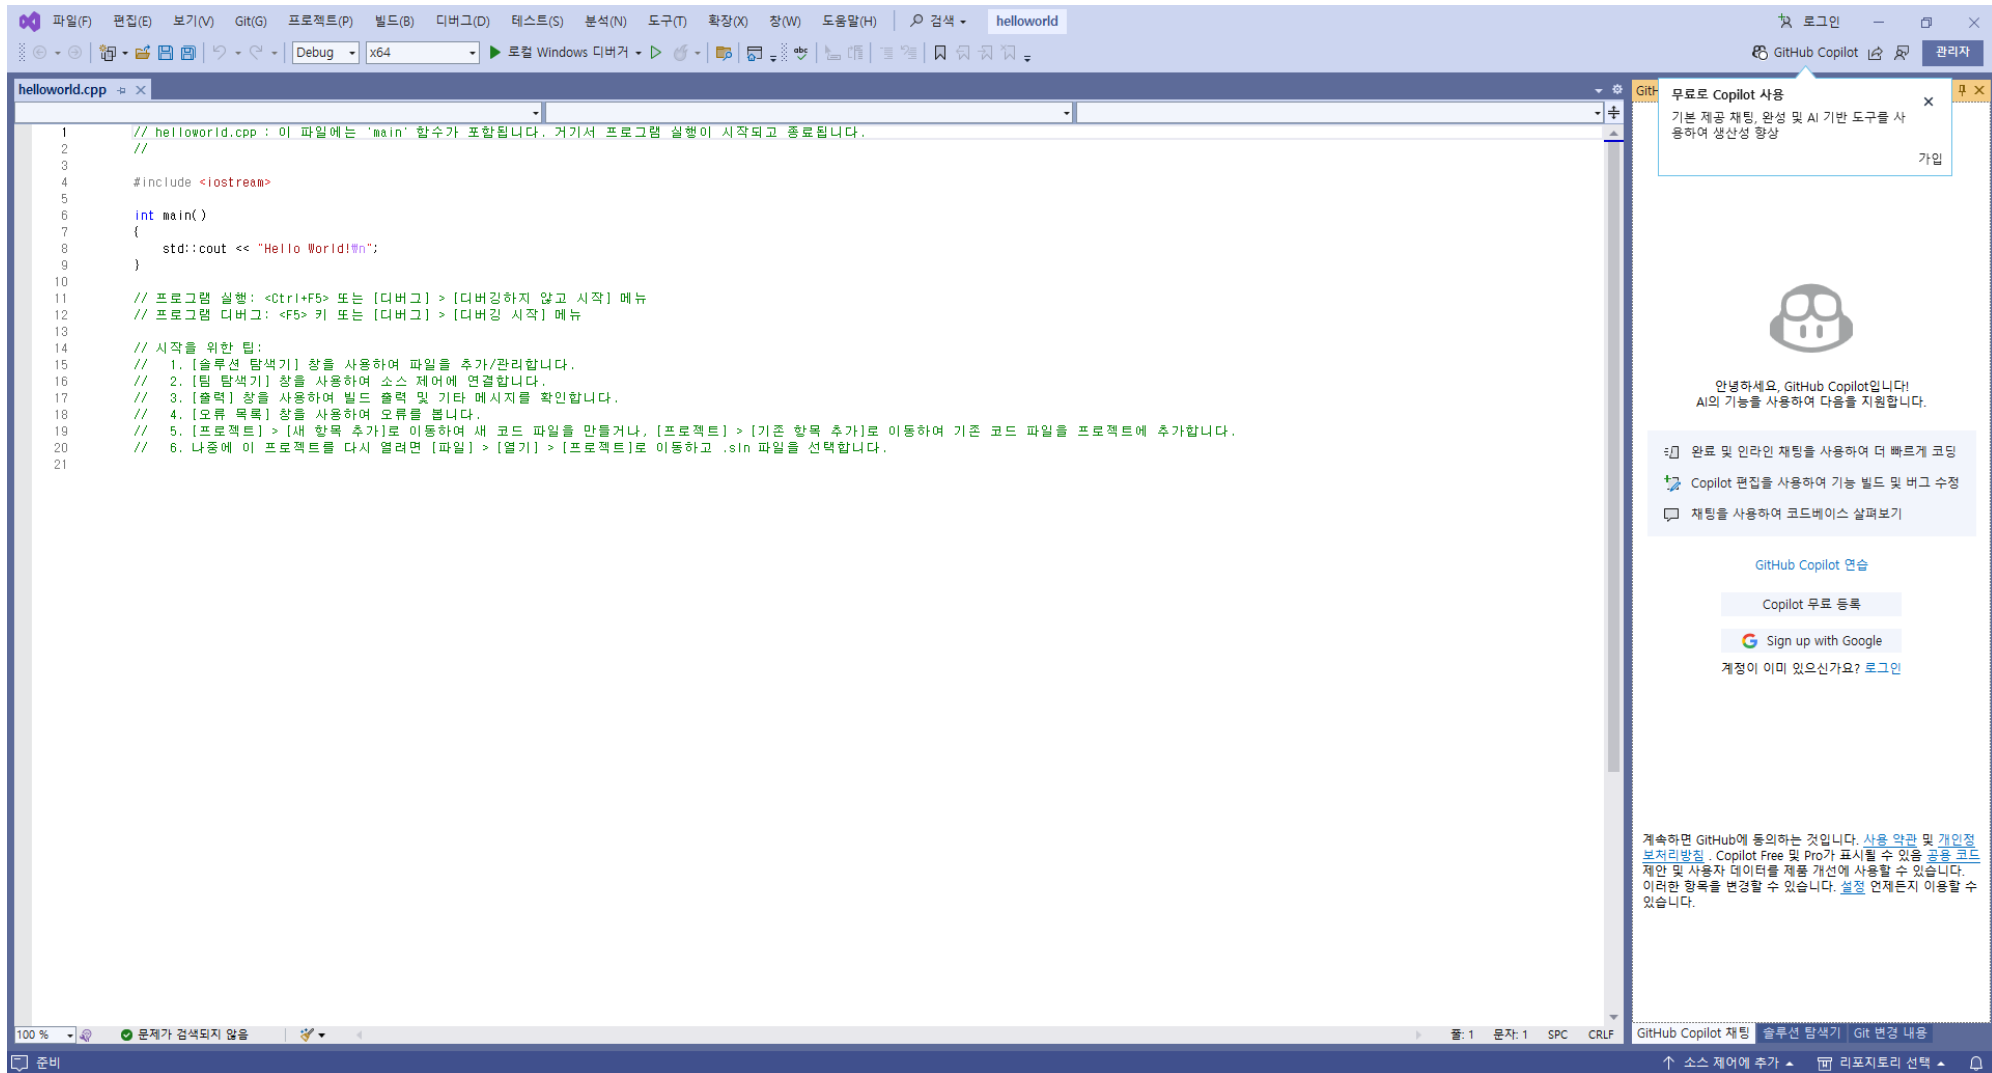 파일(F) 편집(E) 보기(V) Git(G) 프로젝트(P) 빌드(B) 디버그(D) 테스트(S) 분석(N) 도구(T) 확장(X) 창(W) 도움말(H) 검색 helloworld 로그인
Debug x64 로컬 Windows 디버거 abc GitHub Copilot 관리자
helloworld.cpp
1 // helloworld.cpp : 이 파일에는 'main' 함수가 포함됩니다. 거기서 프로그램 실행이 시작되고 종료됩니다.
2 //
3
4 #include <iostream>
5
6 int main()
7 {
8 std::cout << "Hello World!₩n";
9 }
10
11 // 프로그램 실행: <Ctrl+F5> 또는 [디버그] > [디버깅하지 않고 시작] 메뉴
12 // 프로그램 디버그: <F5> 키 또는 [디버그] > [디버깅 시작] 메뉴
13
14 // 시작을 위한 팁:
15 // 1. [솔루션 탐색기] 창을 사용하여 파일을 추가/관리합니다.
16 // 2. [팀 탐색기] 창을 사용하여 소스 제어에 연결합니다.
17 // 3. [출력] 창을 사용하여 빌드 출력 및 기타 메시지를 확인합니다.
18 // 4. [오류 목록] 창을 사용하여 오류를 봅니다.
19 // 5. [프로젝트] > [새 항목 추가]로 이동하여 새 코드 파일을 만들거나, [프로젝트] > [기존 항목 추가]로 이동하여 기존 코드 파일을 프로젝트에 추가합니다.
20 // 6. 나중에 이 프로젝트를 다시 열려면 [파일] > [열기] > [프로젝트]로 이동하고 .sln 파일을 선택합니다.
21
GitH
무료로 Copilot 사용
기본 제공 채팅, 완성 및 AI 기반 도구를 사
용하여 생산성 향상
가입
안녕하세요, GitHub Copilot입니다!
AI의 기능을 사용하여 다음을 지원합니다.
완료 및 인라인 채팅을 사용하여 더 빠르게 코딩
Copilot 편집을 사용하여 기능 빌드 및 버그 수정
채팅을 사용하여 코드베이스 살펴보기
GitHub Copilot 연습
Copilot 무료 등록
Sign up with Google
계정이 이미 있으신가요? 로그인
계속하면 GitHub에 동의하는 것입니다. 사용 약관 및 개인정
보처리방침 . Copilot Free 및 Pro가 표시될 수 있음 공용 코드
제안 및 사용자 데이터를 제품 개선에 사용할 수 있습니다.
이러한 항목을 변경할 수 있습니다. 설정 언제든지 이용할 수
있습니다.
100 % 문제가 검색되지 않음 줄: 1 문자: 1 SPC CRLF
GitHub Copilot 채팅 솔루션 탐색기 Git 변경 내용
준비 소스 제어에 추가 리포지토리 선택